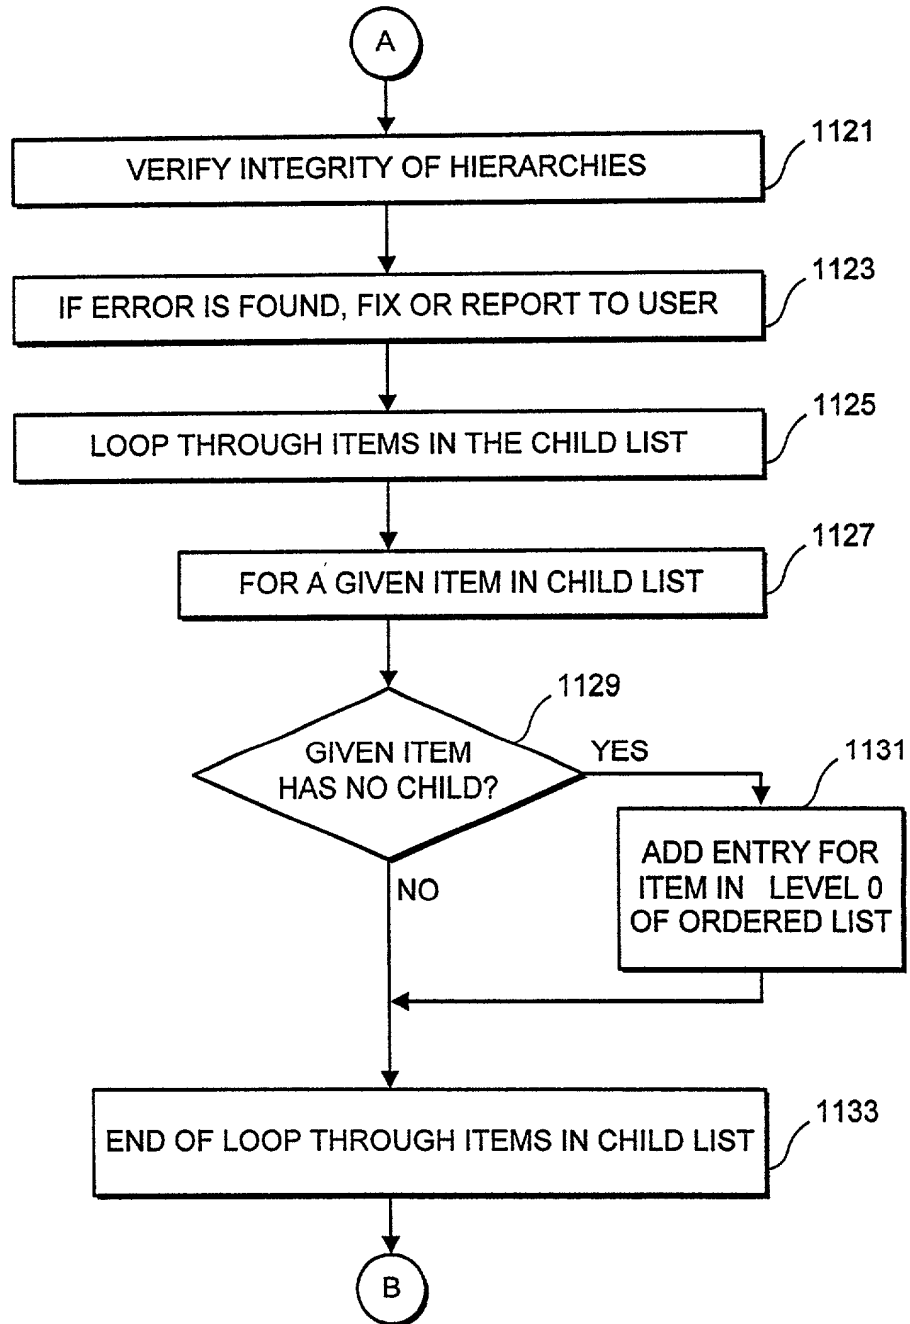 A
1121
VERIFY INTEGRITY OF HIERARCHIES
1123
IF ERROR IS FOUND, FIX OR REPORT TO USER
1125
LOOP THROUGH ITEMS IN THE CHILD LIST
1127
FOR A GIVEN ITEM IN CHILD LIST
1129
GIVEN ITEM
HAS NO CHILD?
YES
1131
ADD ENTRY FOR
ITEM IN LEVEL 0
OF ORDERED LIST
NO
1133
END OF LOOP THROUGH ITEMS IN CHILD LIST
B